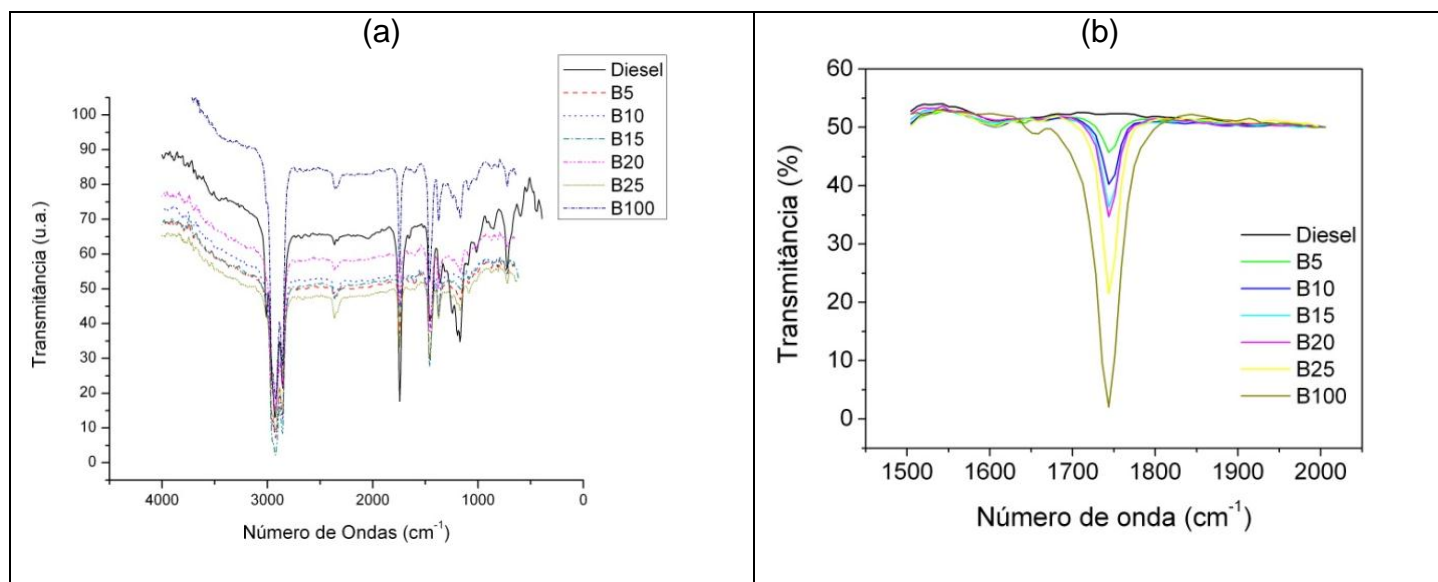 (a)
Diesel
B5
B10
B15
B20
B25
B100
100
90
80
70
60
50
40
30
20
10
0
Transmitância (u.a.)
4000 3000 2000 1000 0
Número de Ondas (cm⁻¹)
(b)
60
50
40
30
20
10
0
Transmitância (%)
Diesel
B5
B10
B15
B20
B25
B100
1500 1600 1700 1800 1900 2000
Número de onda (cm⁻¹)